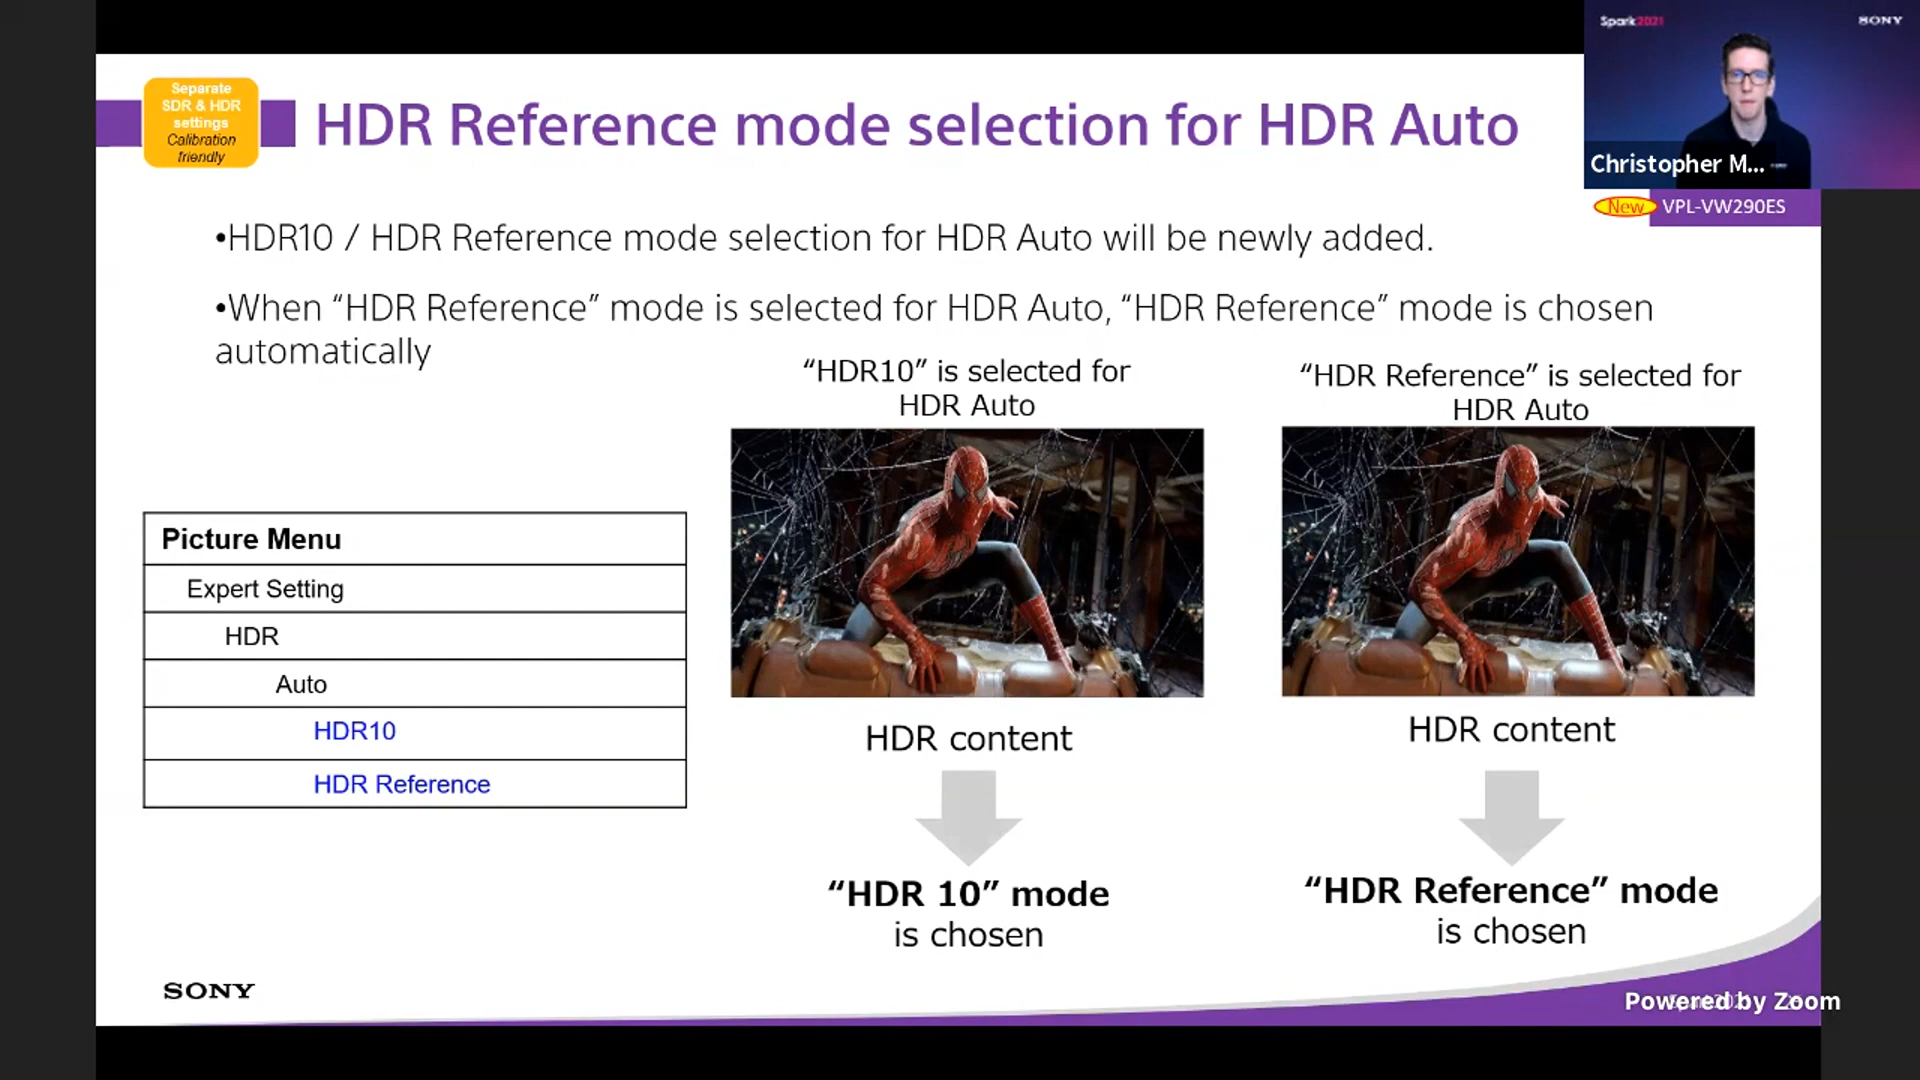 Separate
SDR & HDR
settings
Calibration
friendly
HDR Reference mode selection for HDR Auto
Spark2021
SONY
Christopher M...
New VPL-VW290ES
•HDR10 / HDR Reference mode selection for HDR Auto will be newly added.
•When “HDR Reference” mode is selected for HDR Auto, “HDR Reference” mode is chosen
automatically
“HDR10” is selected for
HDR Auto
“HDR Reference” is selected for
HDR Auto
Picture Menu
Expert Setting
HDR
Auto
HDR10
HDR Reference
HDR content
HDR content
“HDR 10” mode
is chosen
“HDR Reference” mode
is chosen
SONY
Powered by Zoom